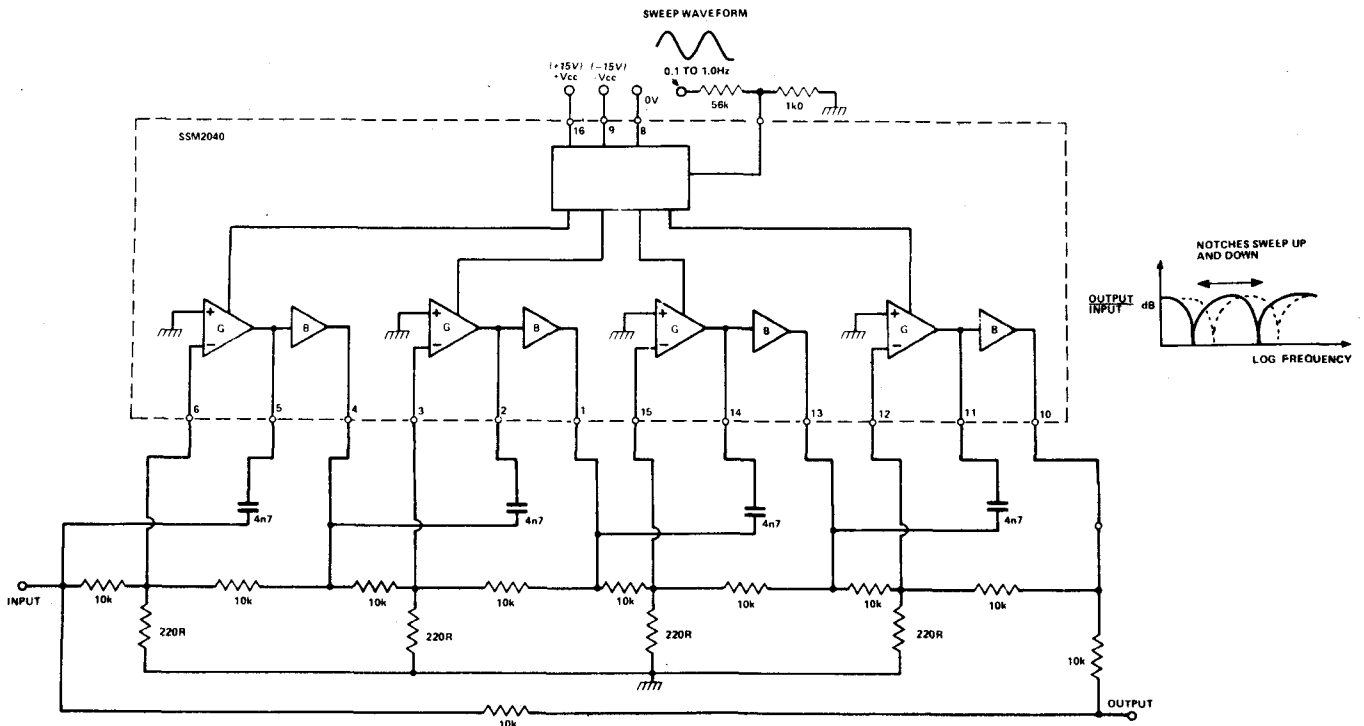 SWEEP WAVEFORM
0.1 TO 1.0Hz
(+15V) (−15V)
+Vcc -Vcc
0V
56k
1k0
SSM2040
16 9 8
+ G − B
+ G − B
+ G − B
+ G − B
6 5 4 3 2 1 15 14 13 12 11 10
4n7 4n7 4n7 4n7
INPUT
10k 10k 10k 10k 10k 10k 10k 10k
220R 220R 220R 220R
10k
10k
OUTPUT
NOTCHES SWEEP UP
AND DOWN
OUTPUT
INPUT
dB
LOG FREQUENCY